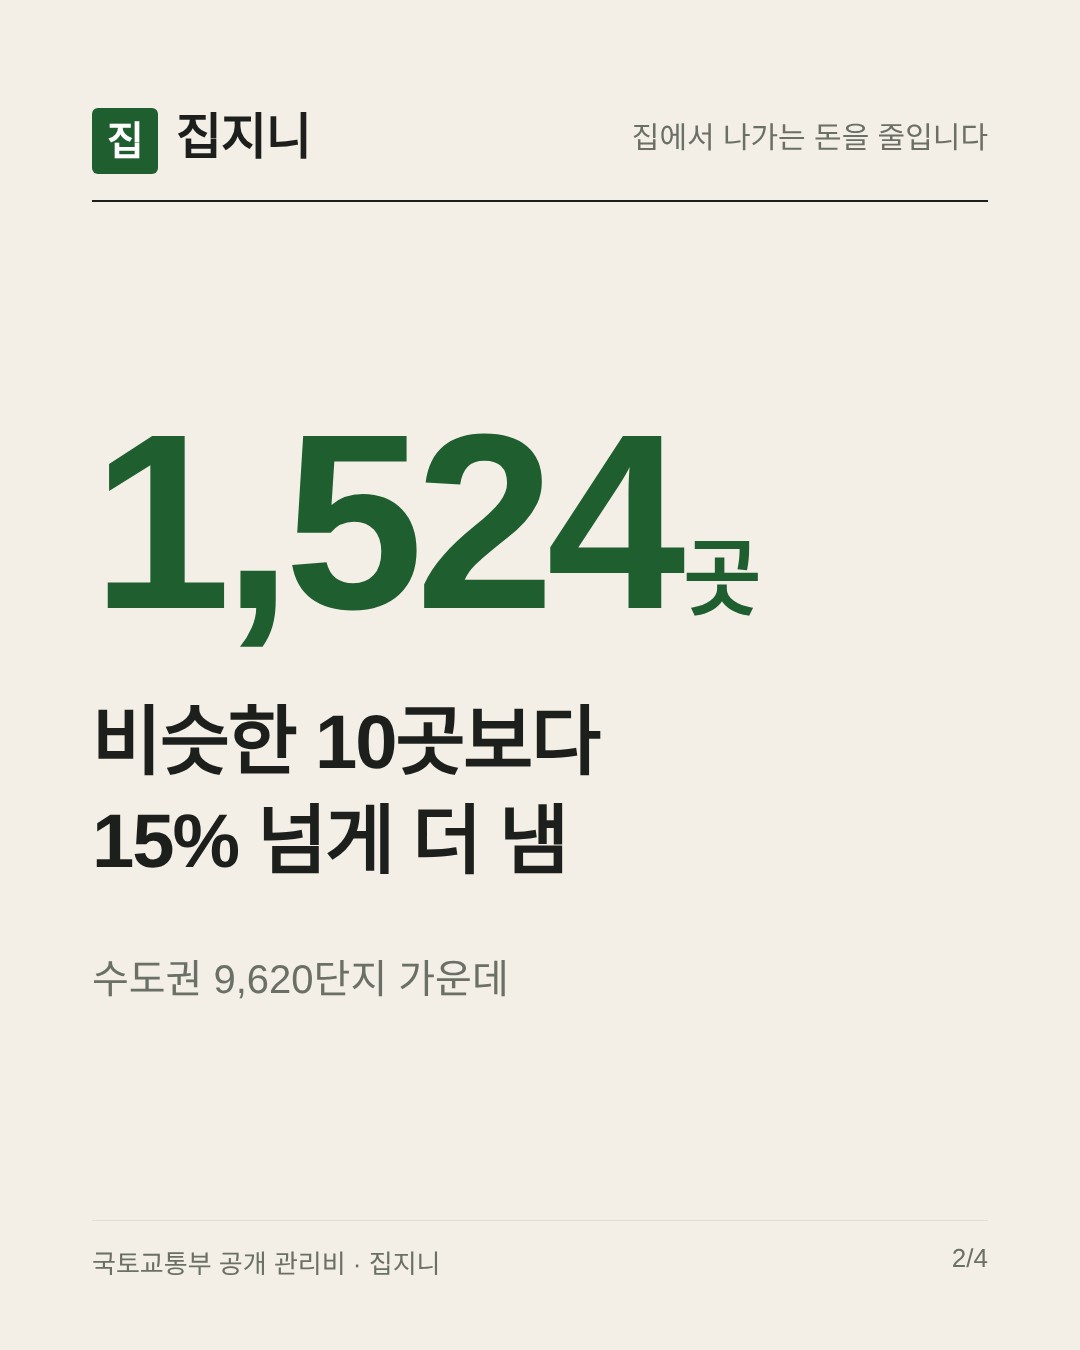 집 집지니
집에서 나가는 돈을 줄입니다
1,524곳
비슷한 10곳보다
15% 넘게 더 냄
수도권 9,620단지 가운데
국토교통부 공개 관리비 · 집지니
2/4